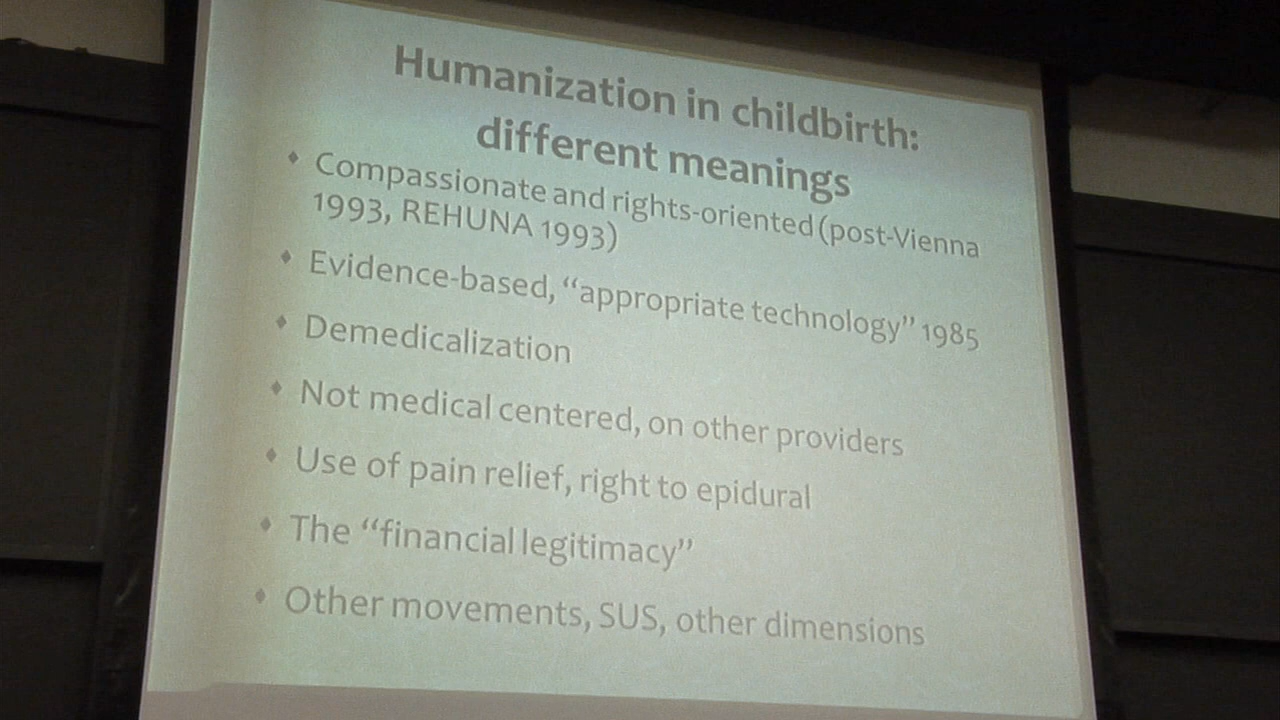 Humanization in childbirth:
different meanings
Compassionate and rights-oriented (post-Vienna
1993, REHUNA 1993)
Evidence-based, “appropriate technology” 1985
Demedicalization
Not medical centered, on other providers
Use of pain relief, right to epidural
The “financial legitimacy”
Other movements, SUS, other dimensions